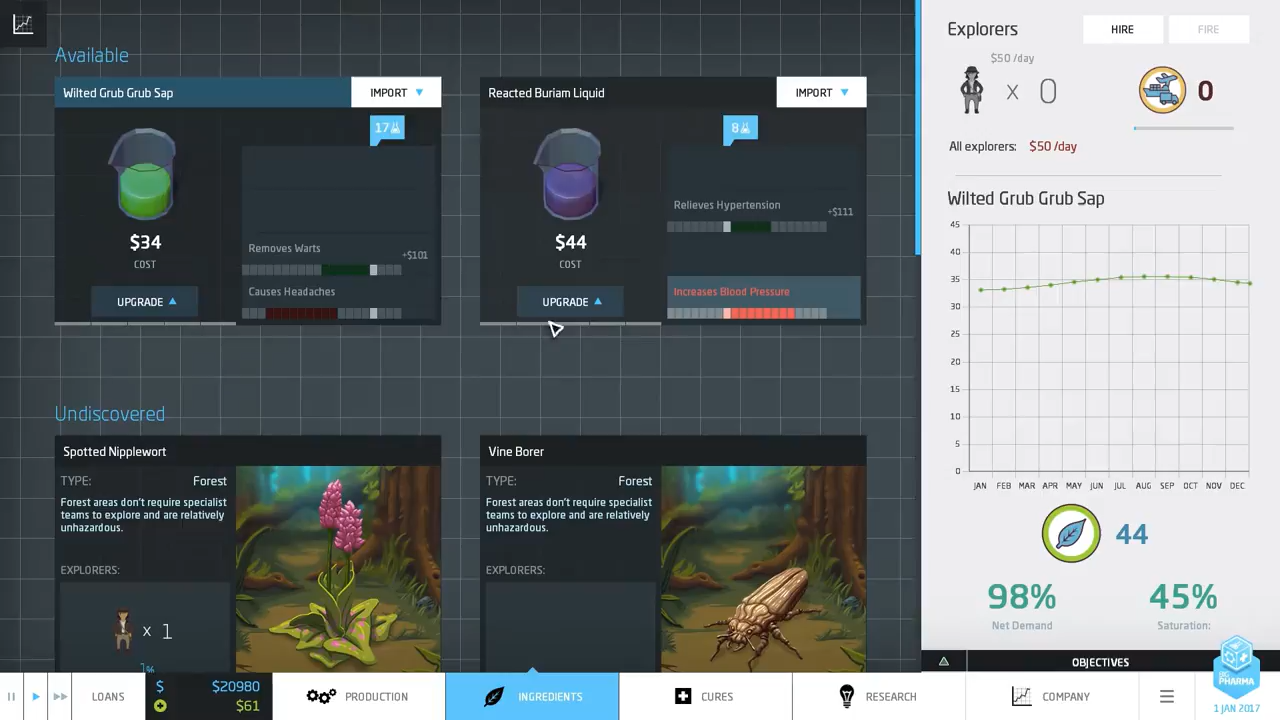 Available
Wilted Grub Grub Sap
IMPORT
17
$34
COST
UPGRADE
Removes Warts
+$101
Causes Headaches
Reacted Buriam Liquid
IMPORT
8
$44
COST
UPGRADE
Relieves Hypertension
+$111
Increases Blood Pressure
Undiscovered
Spotted Nipplewort
TYPE: Forest
Forest areas don't require specialist
teams to explore and are relatively
unhazardous.
EXPLORERS:
x 1
1%
Vine Borer
TYPE: Forest
Forest areas don't require specialist
teams to explore and are relatively
unhazardous.
EXPLORERS:
Explorers
HIRE
FIRE
$50 /day
x 0
0
All explorers: $50 /day
Wilted Grub Grub Sap
45
40
35
30
25
20
15
10
5
0
JAN FEB MAR APR MAY JUN JUL AUG SEP OCT NOV DEC
44
98%
Net Demand
45%
Saturation:
OBJECTIVES
LOANS
$ $20980
$61
PRODUCTION
INGREDIENTS
CURES
RESEARCH
COMPANY
BIG
PHARMA
1 JAN 2017